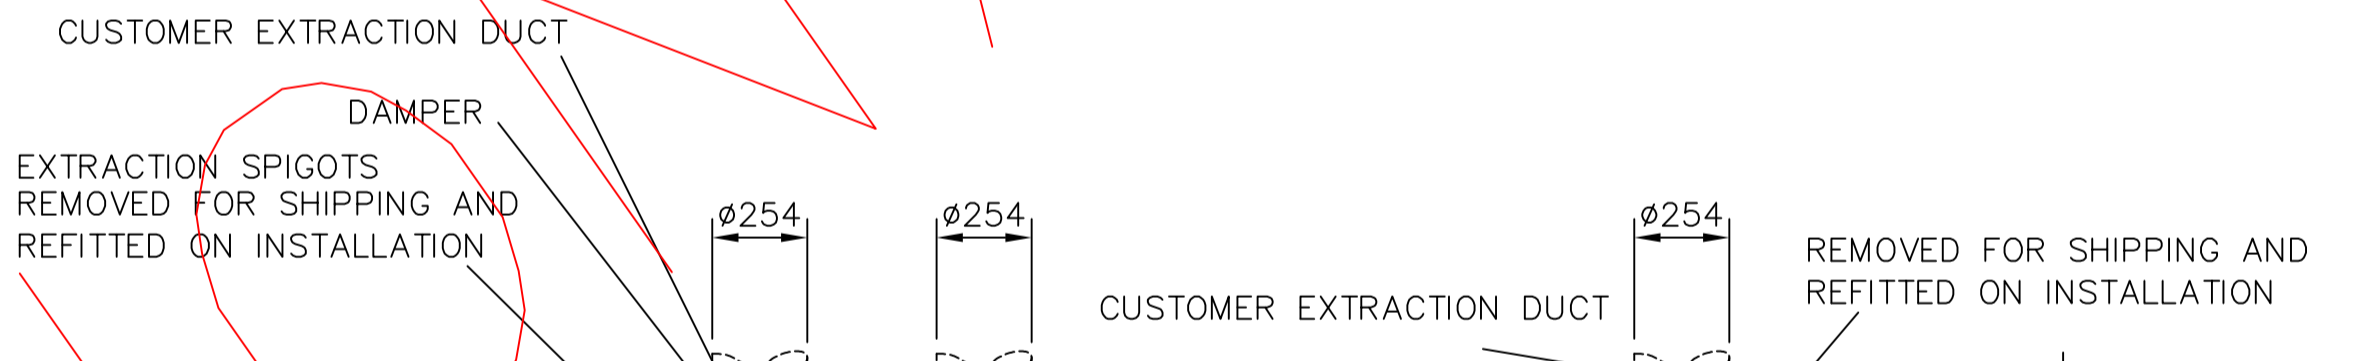 CUSTOMER EXTRACTION DUCT
DAMPER
EXTRACTION SPIGOTS
REMOVED FOR SHIPPING AND
REFITTED ON INSTALLATION
ø254
ø254
CUSTOMER EXTRACTION DUCT
ø254
REMOVED FOR SHIPPING AND
REFITTED ON INSTALLATION